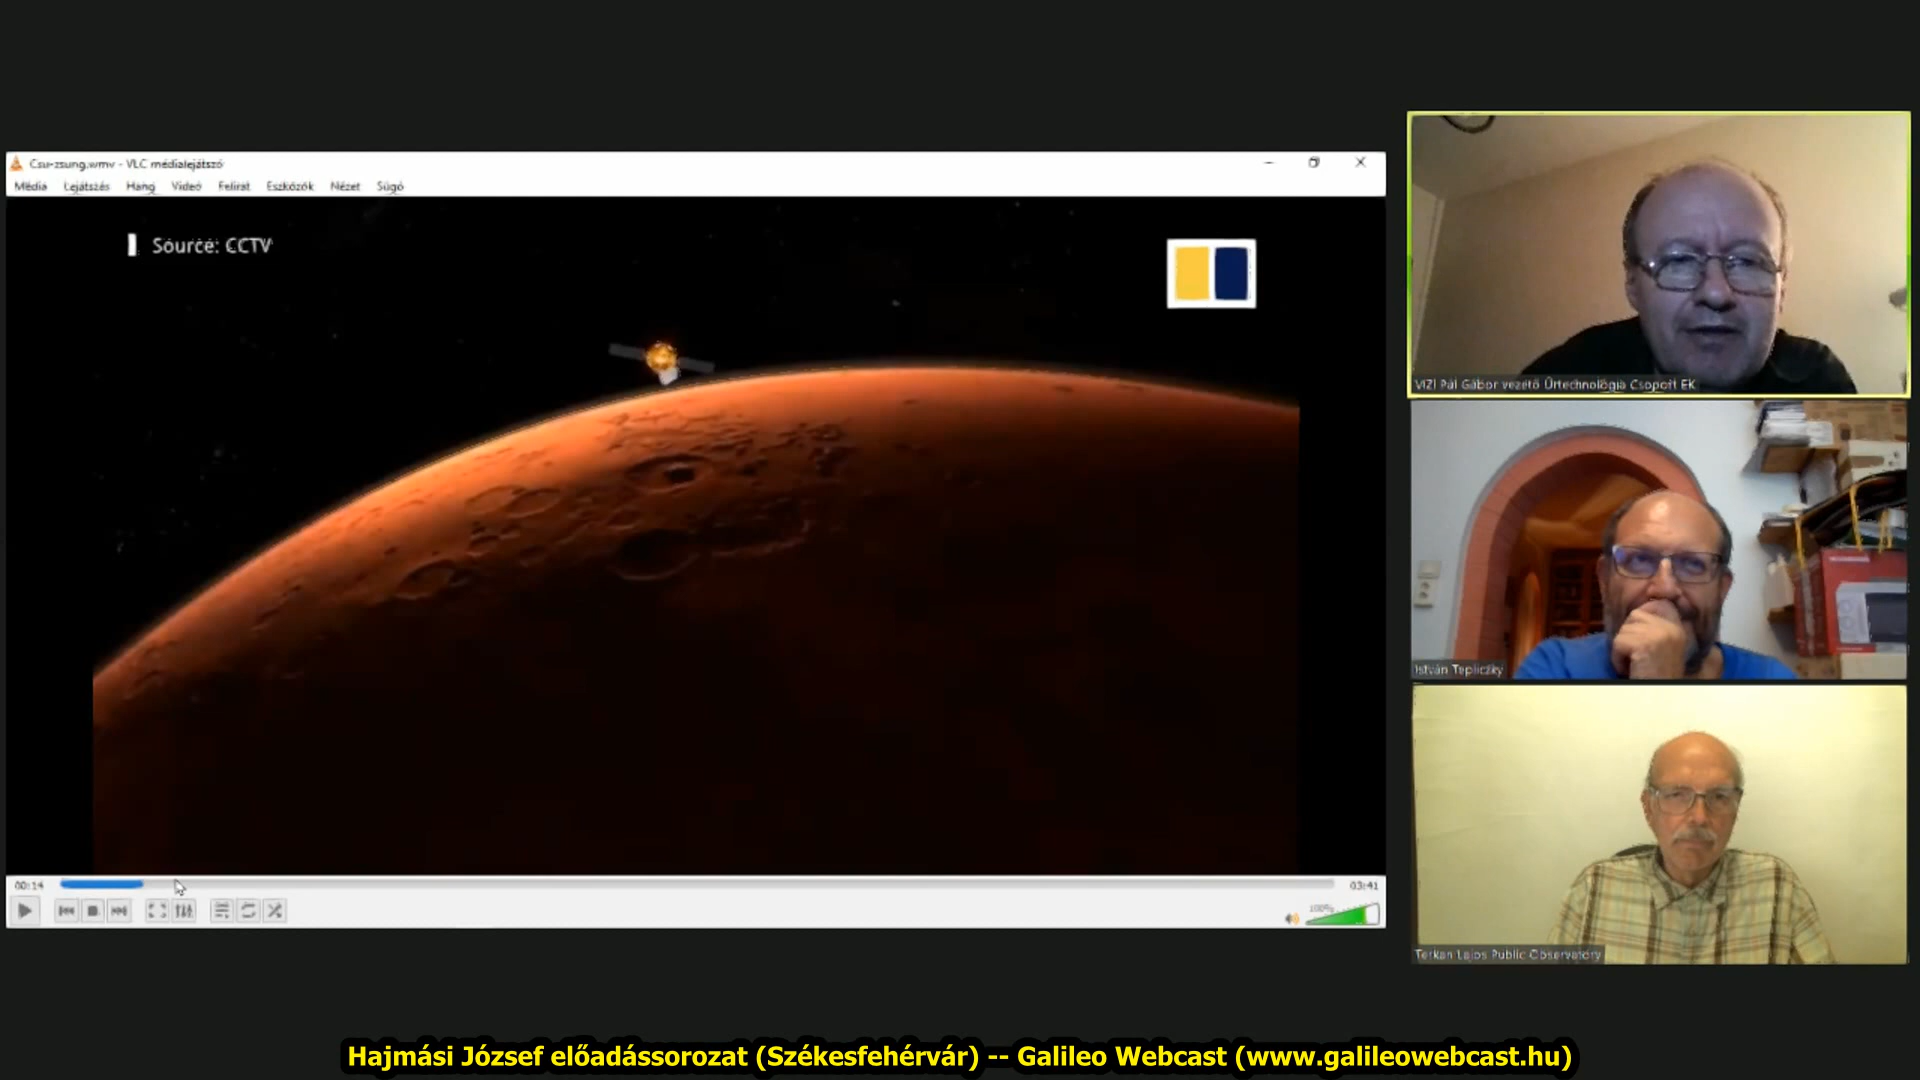 Csu-zsung.wmv - VLC médialejátszó
Média Lejátszás Hang Videó Felirat Eszközök Nézet Súgó
Source: CCTV
00:14
03:41
100%
VIZI Pál Gábor vezető Űrtechnológia Csoport EK
István Tepliczky
Terkán Lajos Public Observatory
Hajmási József előadássorozat (Székesfehérvár) -- Galileo Webcast (www.galileowebcast.hu)